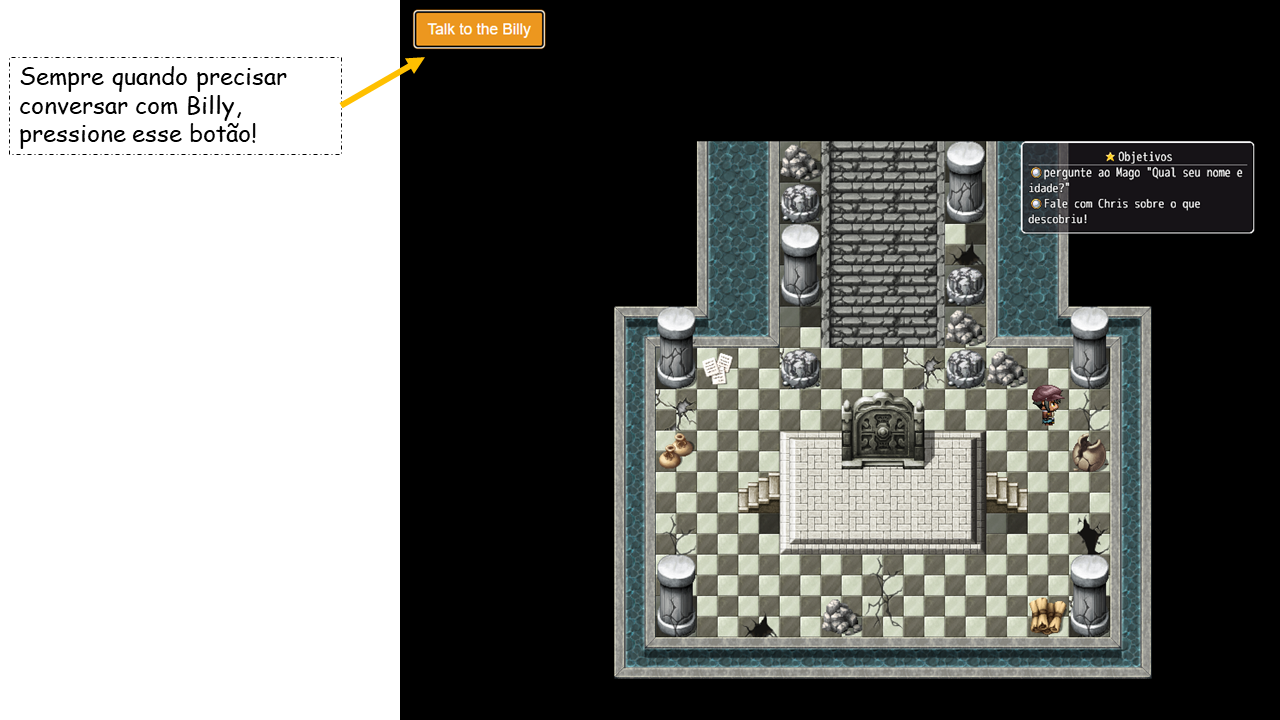 Talk to the Billy
Sempre quando precisar
conversar com Billy,
pressione esse botão!
Objetivos
pergunte ao Mago "Qual seu nome e
idade?"
Fale com Chris sobre o que
descobriu!